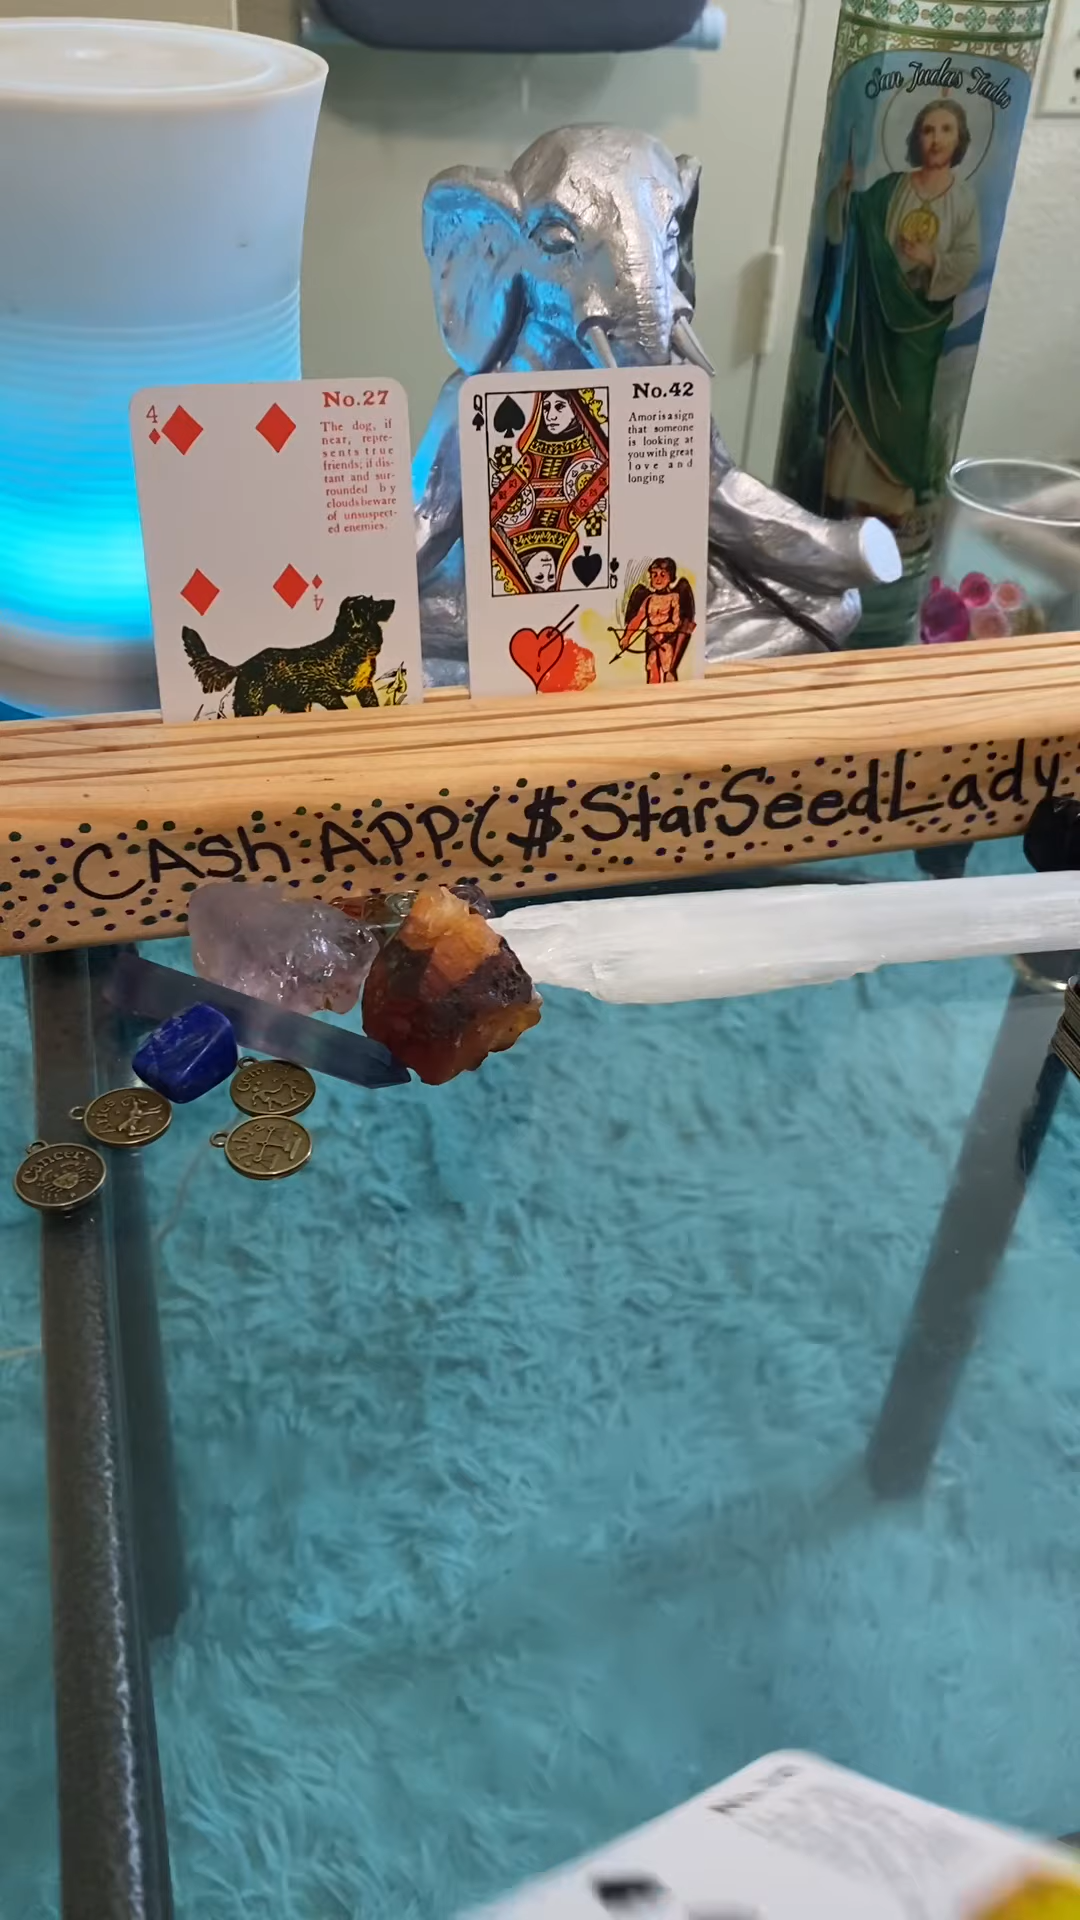 San Judas Tadeo
4
No.27
The dog, if
near, repre-
sents true
friends; if dis-
tant and sur-
rounded by
clouds beware
of unsuspect-
ed enemies.
4
Q
No.42
Amor is a sign
that someone
is looking at
you with great
love and
longing
Q
CASH APP ($StarSeedLady
Aries
Cancer
Libra